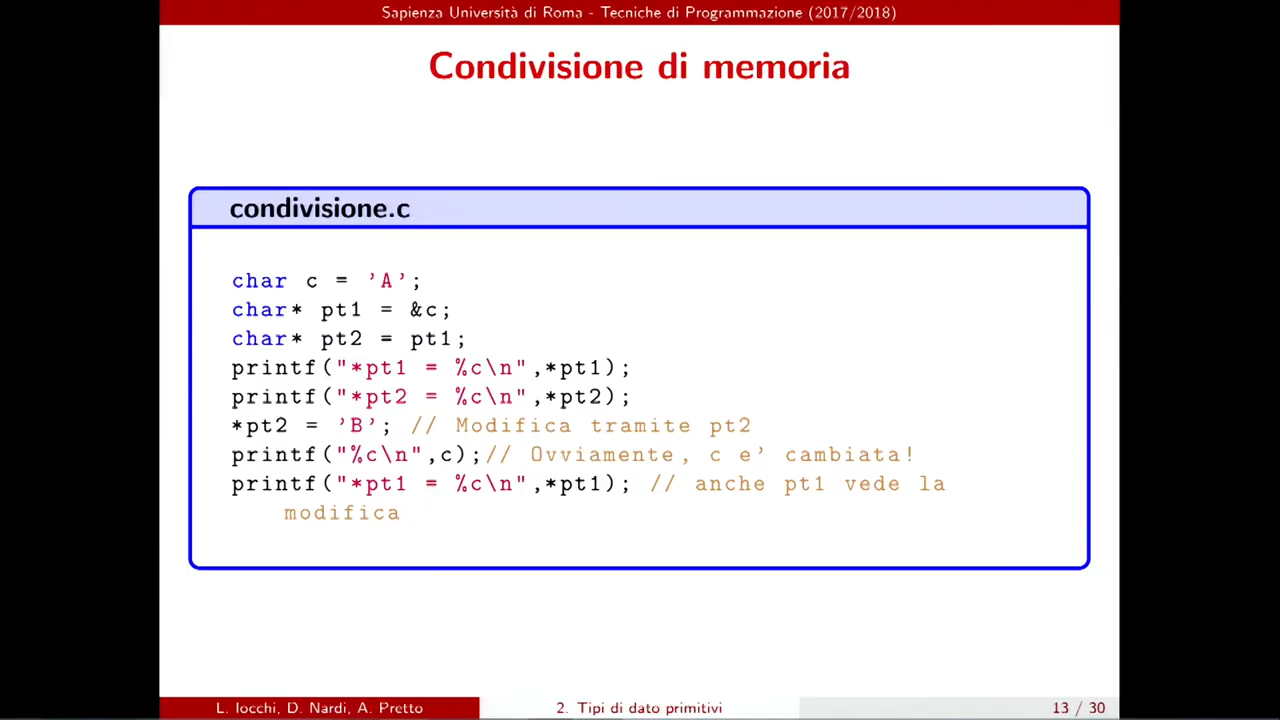 Sapienza Università di Roma - Tecniche di Programmazione (2017/2018)
Condivisione di memoria
condivisione.c
char c = 'A';
char* pt1 = &c;
char* pt2 = pt1;
printf("*pt1 = %c\n",*pt1);
printf("*pt2 = %c\n",*pt2);
*pt2 = 'B'; // Modifica tramite pt2
printf("%c\n",c);// Ovviamente, c e' cambiata!
printf("*pt1 = %c\n",*pt1); // anche pt1 vede la
modifica
L. Iocchi, D. Nardi, A. Pretto
2. Tipi di dato primitivi
13 / 30